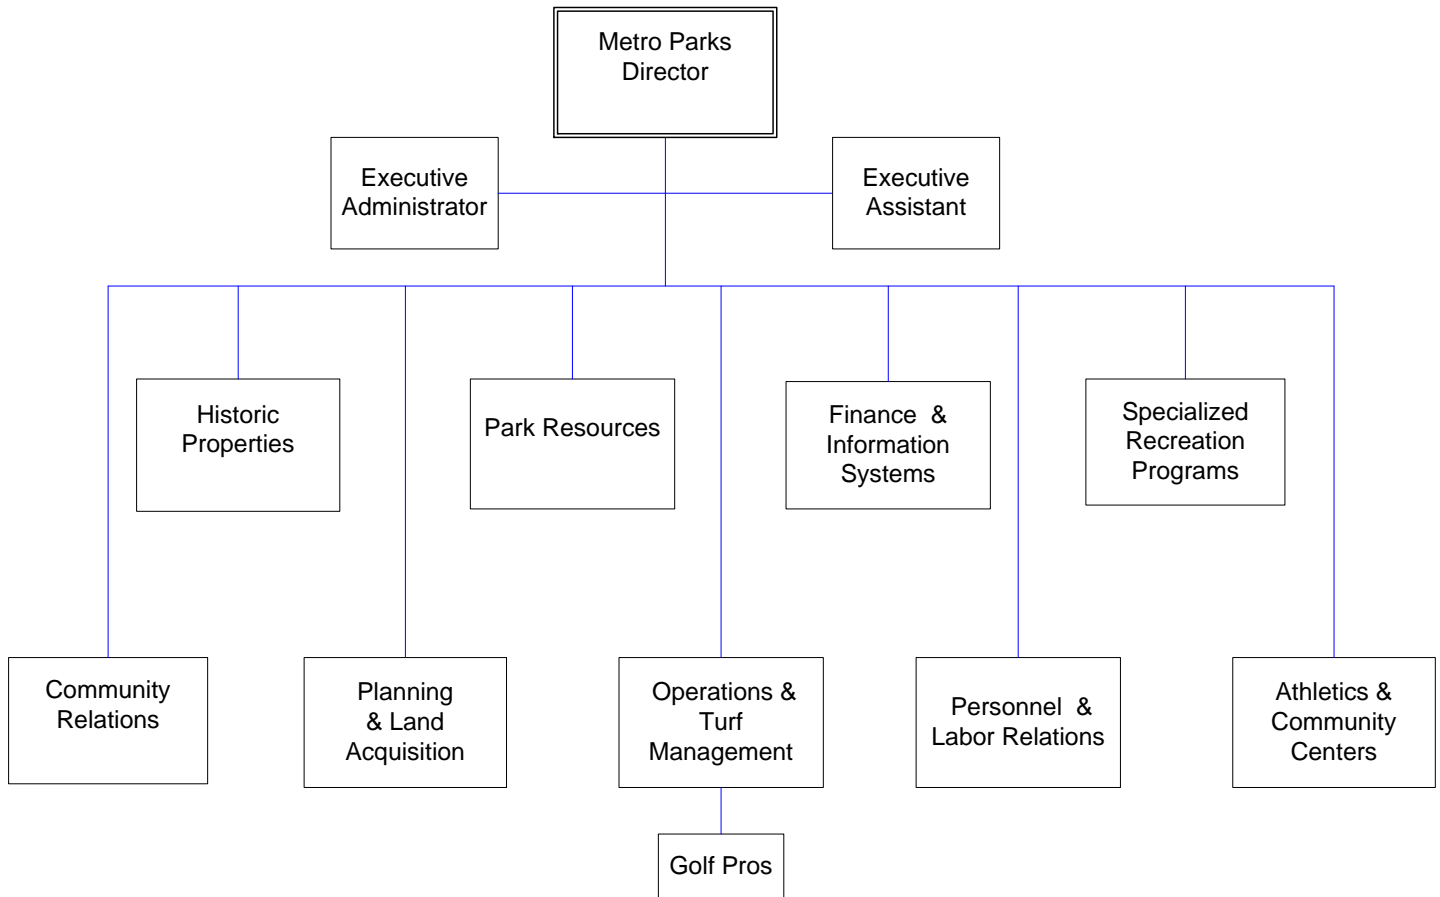 Metro Parks
Director
Executive
Administrator
Executive
Assistant
Historic
Properties
Park Resources
Finance &
Information
Systems
Specialized
Recreation
Programs
Community
Relations
Planning
& Land
Acquisition
Operations &
Turf
Management
Personnel &
Labor Relations
Athletics &
Community
Centers
Golf Pros